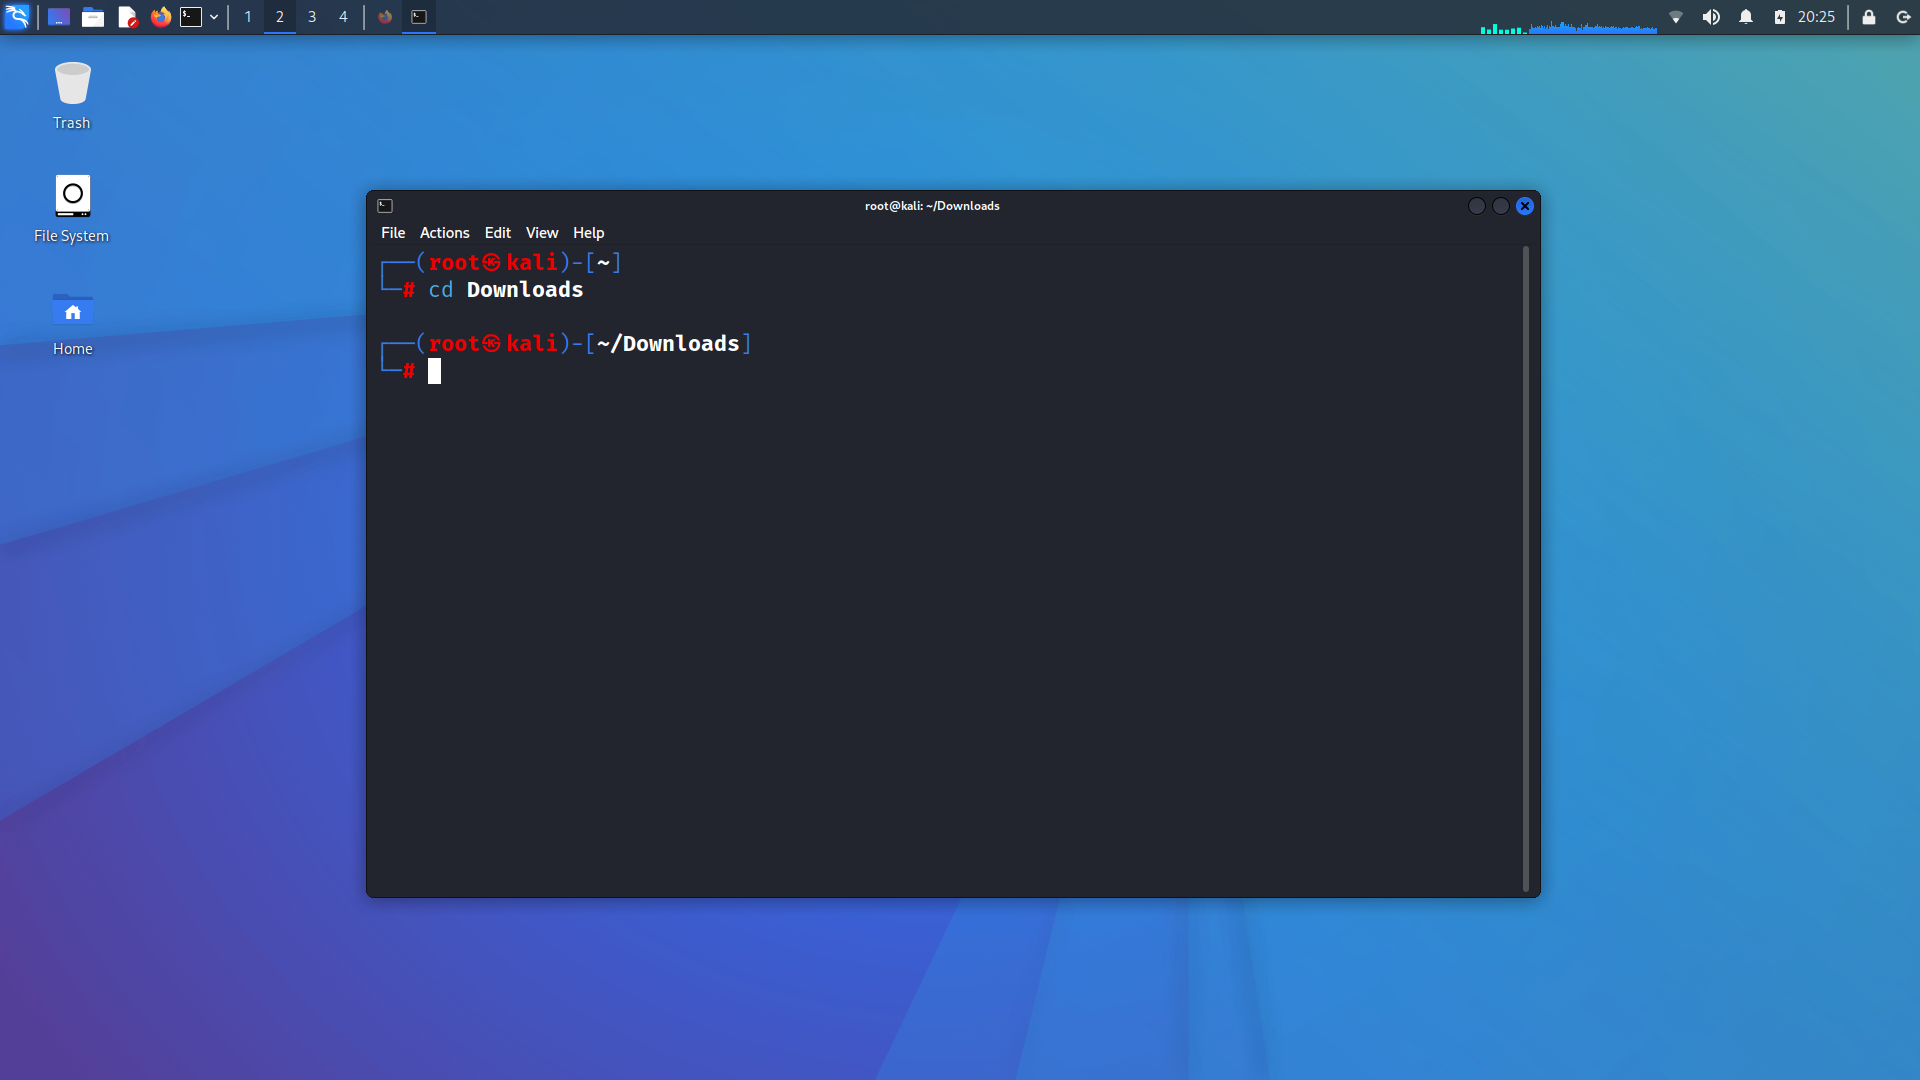 1 2 3 4
20:25
Trash
File System
Home
root@kali: ~/Downloads
File Actions Edit View Help
┌──(root㉿kali)-[~]
└─# cd Downloads
┌──(root㉿kali)-[~/Downloads]
└─#